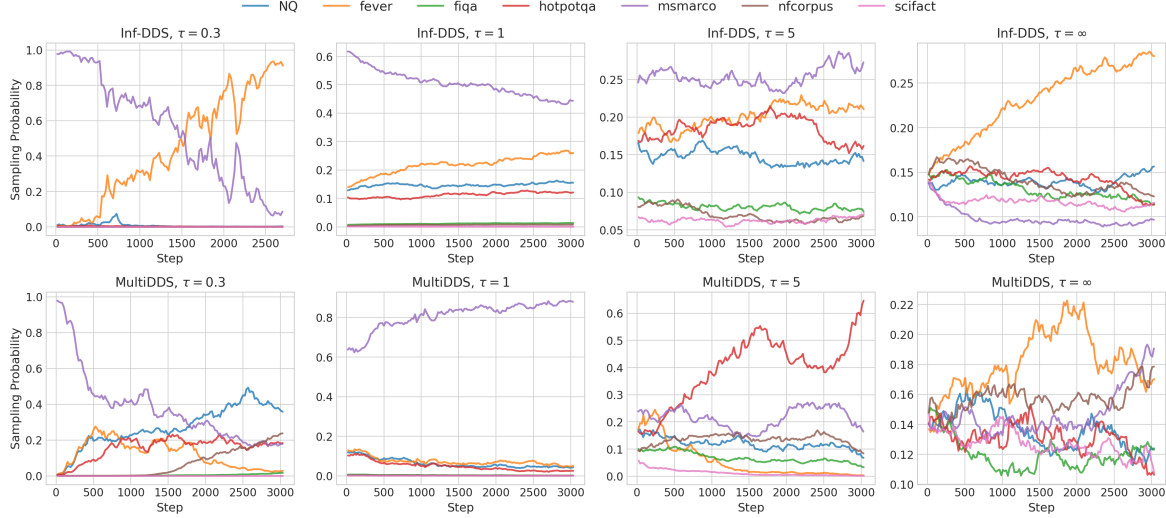 NQ fever fiqa hotpotqa msmarco nfcorpus scifact
Inf-DDS, τ = 0.3 Inf-DDS, τ = 1 Inf-DDS, τ = 5 Inf-DDS, τ = ∞
Sampling Probability
1.0 0.8 0.6 0.4 0.2 0.0
0 500 1000 1500 2000 2500
Step
0.6 0.5 0.4 0.3 0.2 0.1 0.0
0 500 1000 1500 2000 2500 3000
Step
0.25 0.20 0.15 0.10 0.05
0 500 1000 1500 2000 2500 3000
Step
0.25 0.20 0.15 0.10
0 500 1000 1500 2000 2500 3000
Step
MultiDDS, τ = 0.3 MultiDDS, τ = 1 MultiDDS, τ = 5 MultiDDS, τ = ∞
Sampling Probability
1.0 0.8 0.6 0.4 0.2 0.0
0 500 1000 1500 2000 2500 3000
Step
0.8 0.6 0.4 0.2 0.0
0 500 1000 1500 2000 2500 3000
Step
0.6 0.5 0.4 0.3 0.2 0.1 0.0
0 500 1000 1500 2000 2500 3000
Step
0.22 0.20 0.18 0.16 0.14 0.12 0.10
0 500 1000 1500 2000 2500 3000
Step